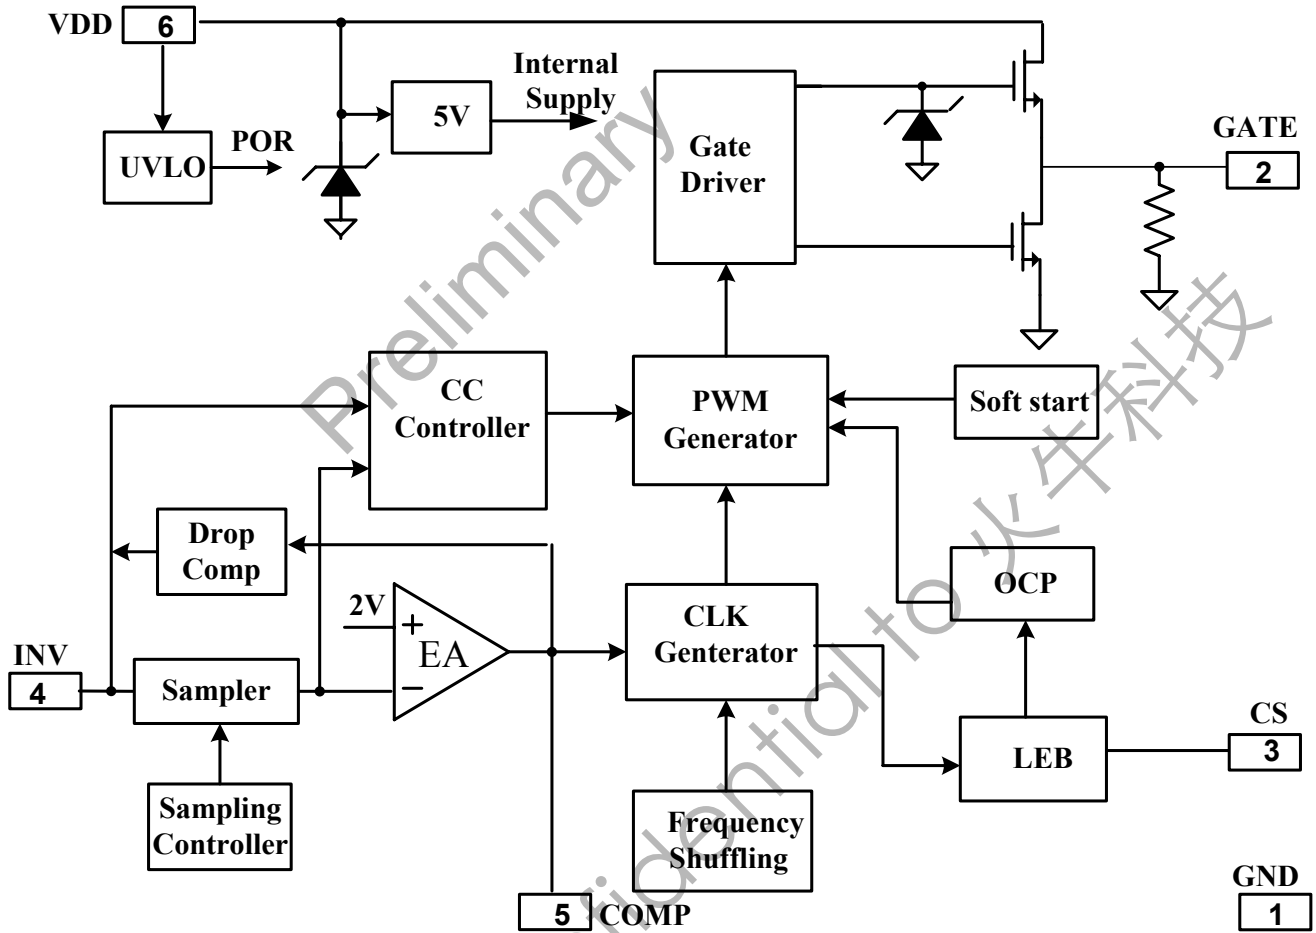 VDD
6
Internal
Supply
5V
UVLO
POR
Gate
Driver
GATE
2
CC
Controller
PWM
Generator
Soft start
Drop
Comp
OCP
2V
+
EA
−
CLK
Genterator
INV
4
Sampler
LEB
CS
3
Sampling
Controller
Frequency
Shuffling
5
COMP
GND
1
Preliminary
fidential to 火牛科技